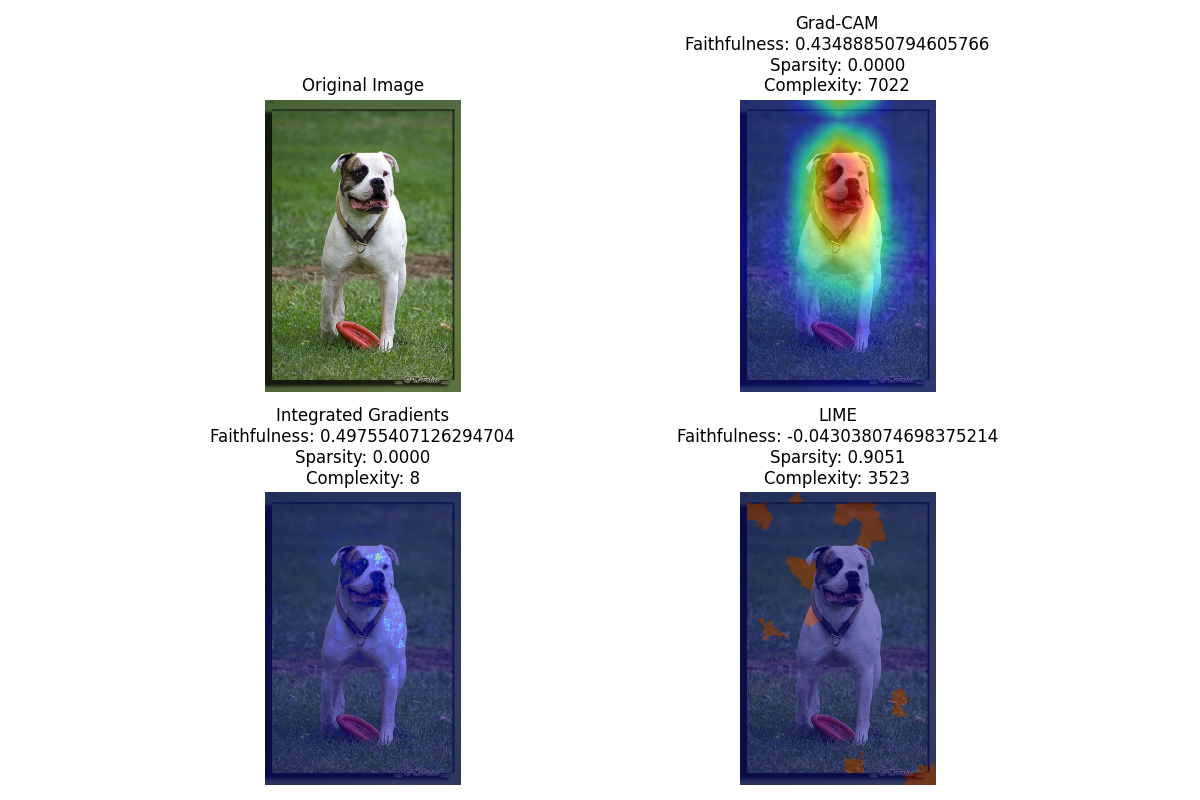 Original Image
Grad-CAM
Faithfulness: 0.43488850794605766
Sparsity: 0.0000
Complexity: 7022
Integrated Gradients
Faithfulness: 0.49755407126294704
Sparsity: 0.0000
Complexity: 8
LIME
Faithfulness: -0.043038074698375214
Sparsity: 0.9051
Complexity: 3523